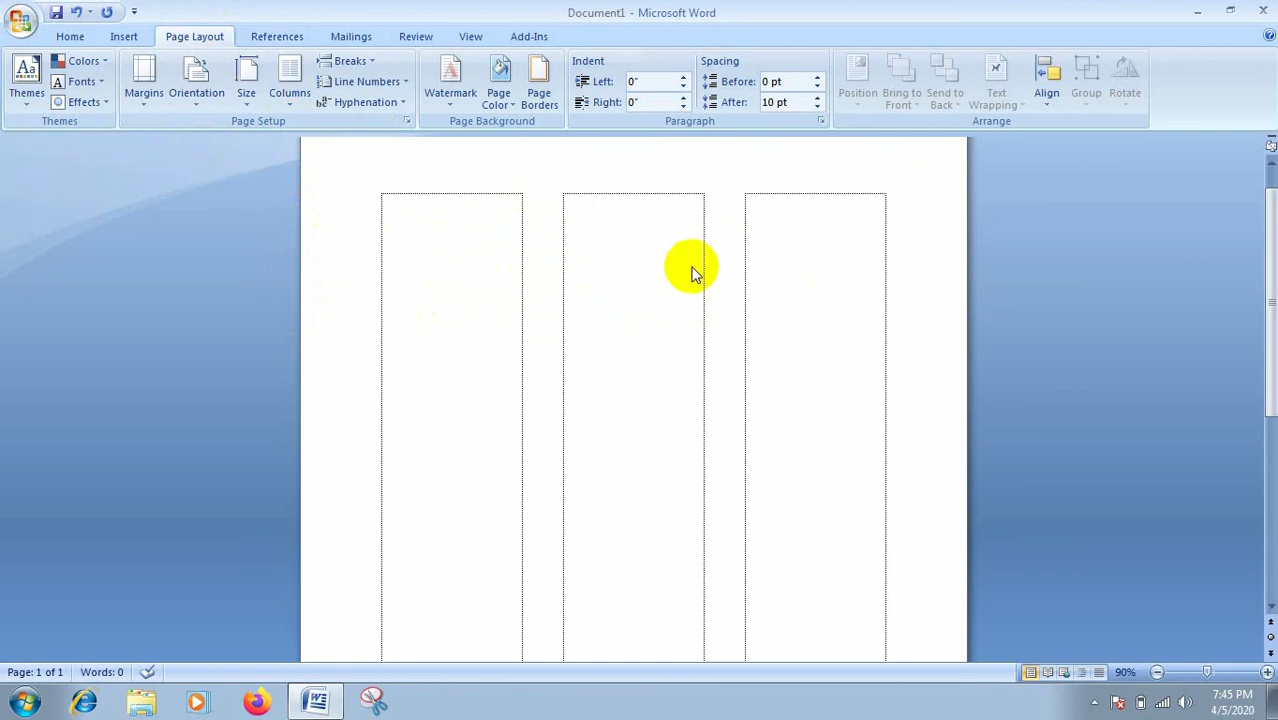 Document1 - Microsoft Word
Home Insert Page Layout References Mailings Review View Add-Ins
Aa Themes
Colors
Fonts
Effects
Themes
Margins Orientation Size Columns
Breaks
Line Numbers
Hyphenation
Page Setup
Watermark Page Color Page Borders
Page Background
Indent
Left: 0"
Right: 0"
Spacing
Before: 0 pt
After: 10 pt
Paragraph
Position Bring to Front Send to Back Text Wrapping Align Group Rotate
Arrange
Page: 1 of 1 Words: 0 90%
7:45 PM
4/5/2020